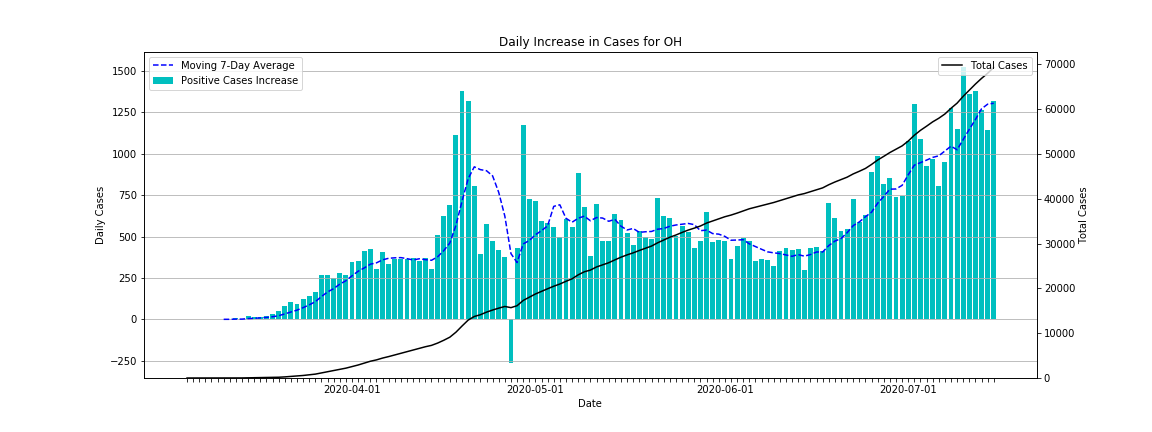 Daily Increase in Cases for OH
Moving 7-Day Average
Positive Cases Increase
Total Cases
1500
1250
1000
750
500
250
0
−250
Daily Cases
70000
60000
50000
40000
30000
20000
10000
0
Total Cases
2020-04-01
2020-05-01
2020-06-01
2020-07-01
Date